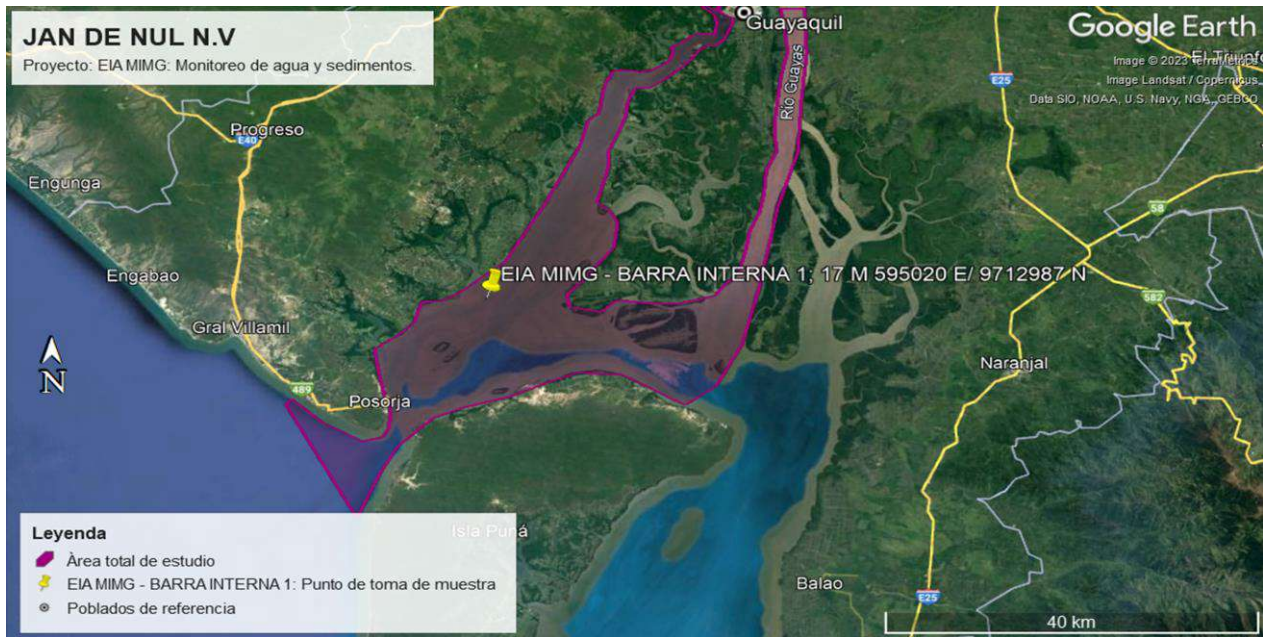 JAN DE NUL N.V
Proyecto: EIA MIMG: Monitoreo de agua y sedimentos.
Guayaquil
Google Earth
Image © 2023 TerraMetrics
Image Landsat / Copernicus
Data SIO, NOAA, U.S. Navy, NGA, GEBCO
El Triunfo
E25
Rio Guayas
Progreso
E40
Engunga
58
Engabao
EIA MIMG - BARRA INTERNA 1; 17 M 595020 E/ 9712987 N
582
Gral Villamil
N
Naranjal
489
Posorja
Leyenda
Àrea total de estudio
EIA MIMG - BARRA INTERNA 1: Punto de toma de muestra
Poblados de referencia
Isla Puná
Balao
E25
40 km